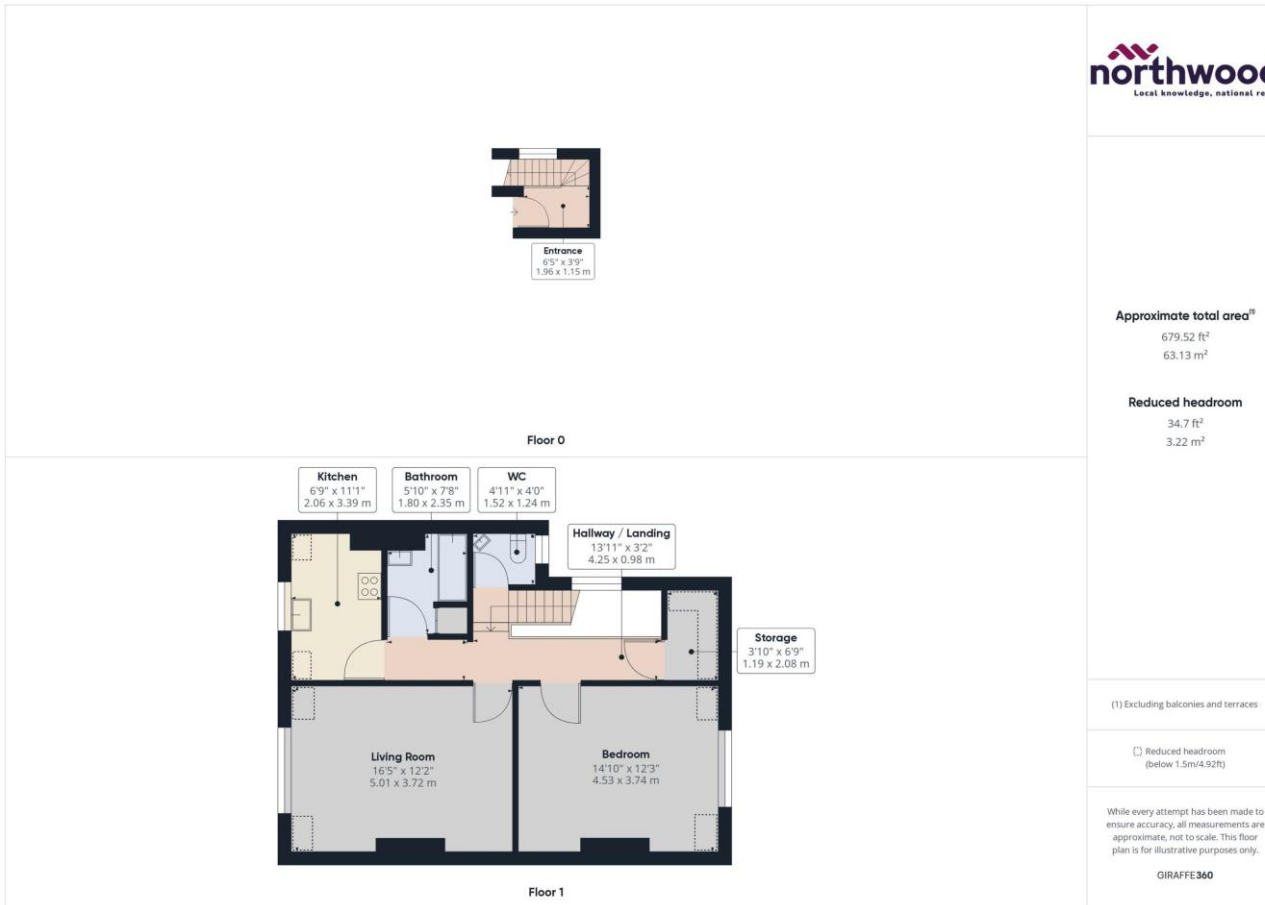 northwoo
Local knowledge, national re
Entrance
6'5" x 3'9"
1.96 x 1.15 m
Approximate total area(1)
679.52 ft²
63.13 m²
Reduced headroom
34.7 ft²
3.22 m²
Floor 0
Kitchen
6'9" x 11'1"
2.06 x 3.39 m
Bathroom
5'10" x 7'8"
1.80 x 2.35 m
WC
4'11" x 4'0"
1.52 x 1.24 m
Hallway / Landing
13'11" x 3'2"
4.25 x 0.98 m
Storage
3'10" x 6'9"
1.19 x 2.08 m
Living Room
16'5" x 12'2"
5.01 x 3.72 m
Bedroom
14'10" x 12'3"
4.53 x 3.74 m
Floor 1
(1) Excluding balconies and terraces
Reduced headroom
(below 1.5m/4.92ft)
While every attempt has been made to
ensure accuracy, all measurements are
approximate, not to scale. This floor
plan is for illustrative purposes only.
GIRAFFE360